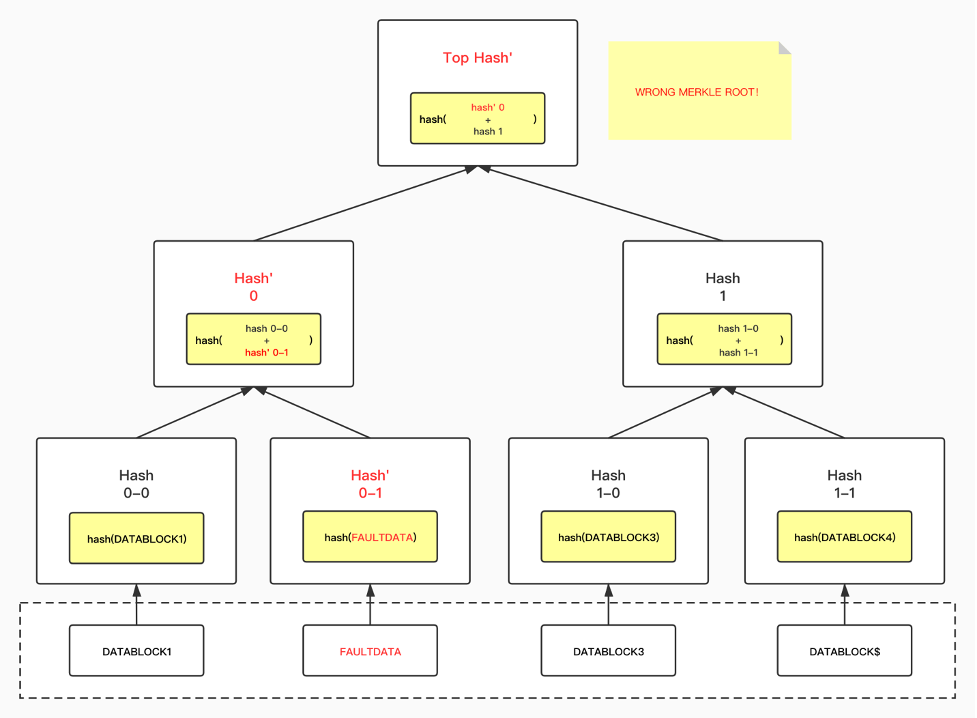 Top Hash'
hash' 0
hash( + )
hash 1
WRONG MERKLE ROOT!
Hash'
0
hash 0-0
hash( + )
hash' 0-1
Hash
1
hash 1-0
hash( + )
hash 1-1
Hash
0-0
hash(DATABLOCK1)
Hash'
0-1
hash(FAULTDATA)
Hash
1-0
hash(DATABLOCK3)
Hash
1-1
hash(DATABLOCK4)
DATABLOCK1
FAULTDATA
DATABLOCK3
DATABLOCK$